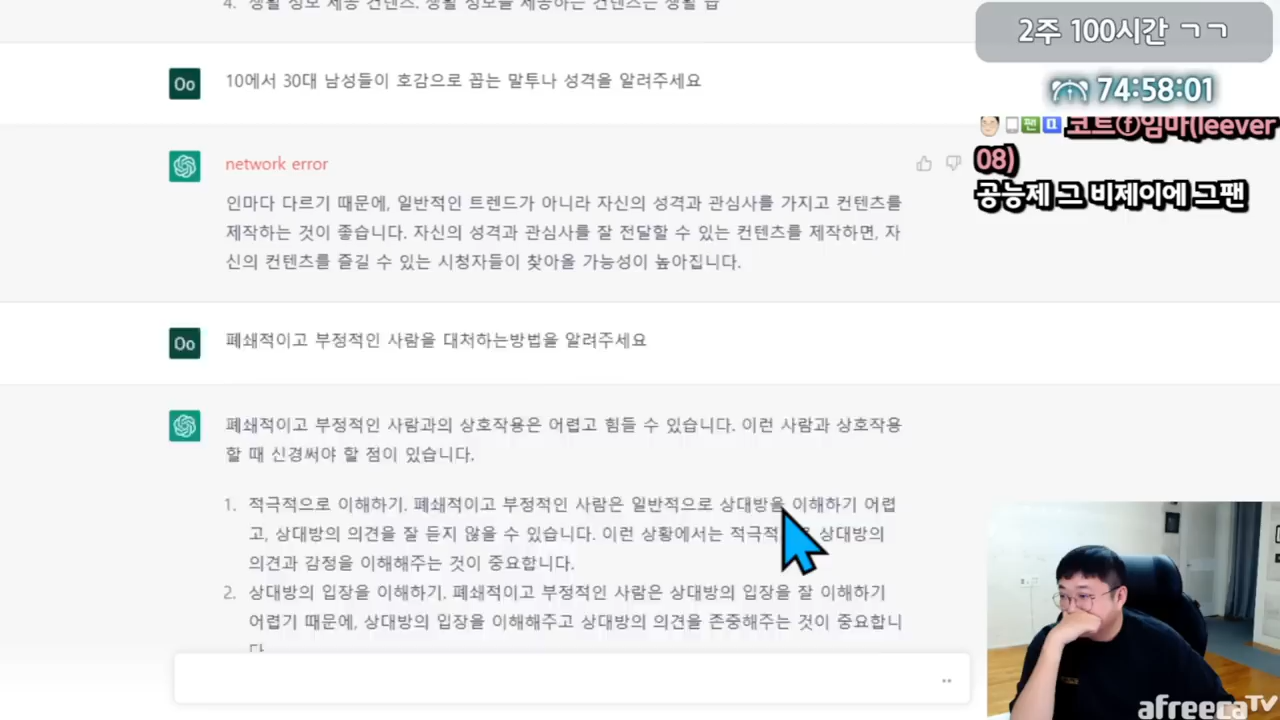 4. 생활 정보 제공 컨텐츠. 생활 정보를 제공하는 컨텐츠는 생활 습
2주 100시간 ㄱㄱ
74:58:01
Oo
10에서 30대 남성들이 호감으로 꼽는 말투나 성격을 알려주세요
팬
코트ⓕ임마(leever
08)
공능제 그 비제이에 그팬
network error
인마다 다르기 때문에, 일반적인 트렌드가 아니라 자신의 성격과 관심사를 가지고 컨텐츠를
제작하는 것이 좋습니다. 자신의 성격과 관심사를 잘 전달할 수 있는 컨텐츠를 제작하면, 자
신의 컨텐츠를 즐길 수 있는 시청자들이 찾아올 가능성이 높아집니다.
Oo
폐쇄적이고 부정적인 사람을 대처하는방법을 알려주세요
폐쇄적이고 부정적인 사람과의 상호작용은 어렵고 힘들 수 있습니다. 이런 사람과 상호작용
할 때 신경써야 할 점이 있습니다.
1. 적극적으로 이해하기. 폐쇄적이고 부정적인 사람은 일반적으로 상대방을 이해하기 어렵
고, 상대방의 의견을 잘 듣지 않을 수 있습니다. 이런 상황에서는 상대방의
의견과 감정을 이해해주는 것이 중요합니다.
2. 상대방의 입장을 이해하기. 폐쇄적이고 부정적인 사람은 상대방의 입장을 잘 이해하기
어렵기 때문에, 상대방의 입장을 이해해주고 상대방의 의견을 존중해주는 것이 중요합니
다.
afreecaTV